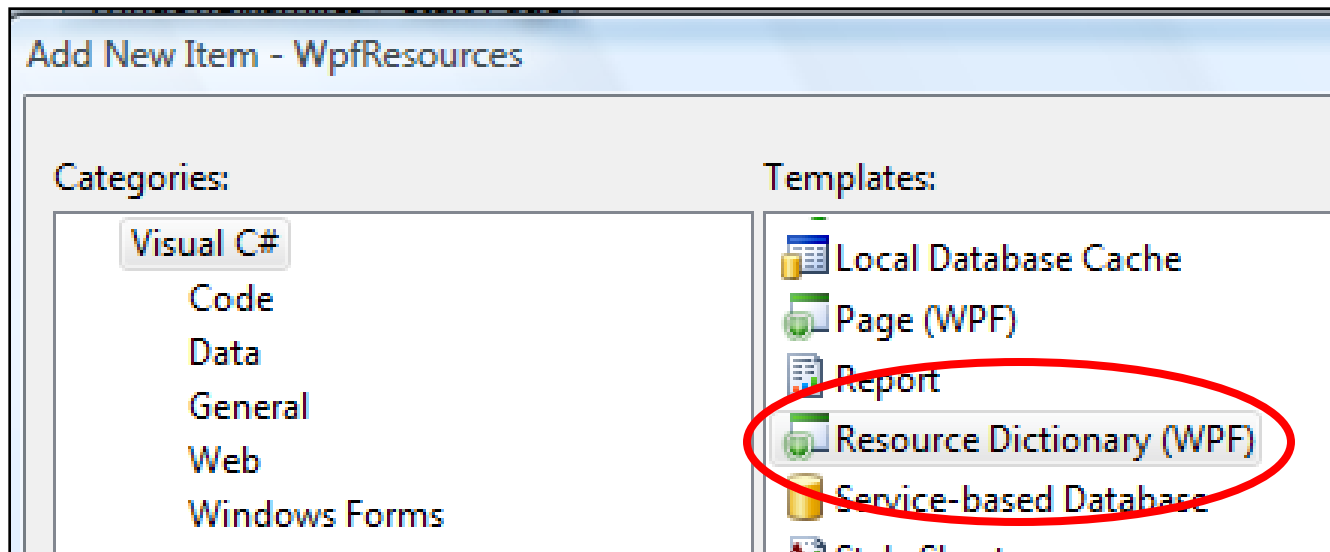 Add New Item - WpfResources
Categories:
Templates:
Visual C#
Code
Data
General
Web
Windows Forms
Local Database Cache
Page (WPF)
Report
Resource Dictionary (WPF)
Service-based Database